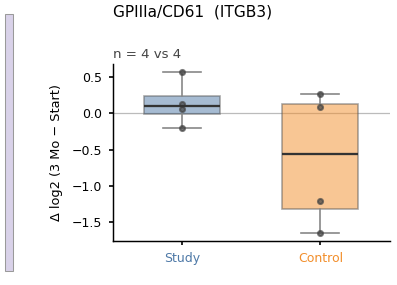 GPIIIa/CD61 (ITGB3)
n = 4 vs 4
Δ log2 (3 Mo − Start)
0.5
0.0
−0.5
−1.0
−1.5
Study
Control